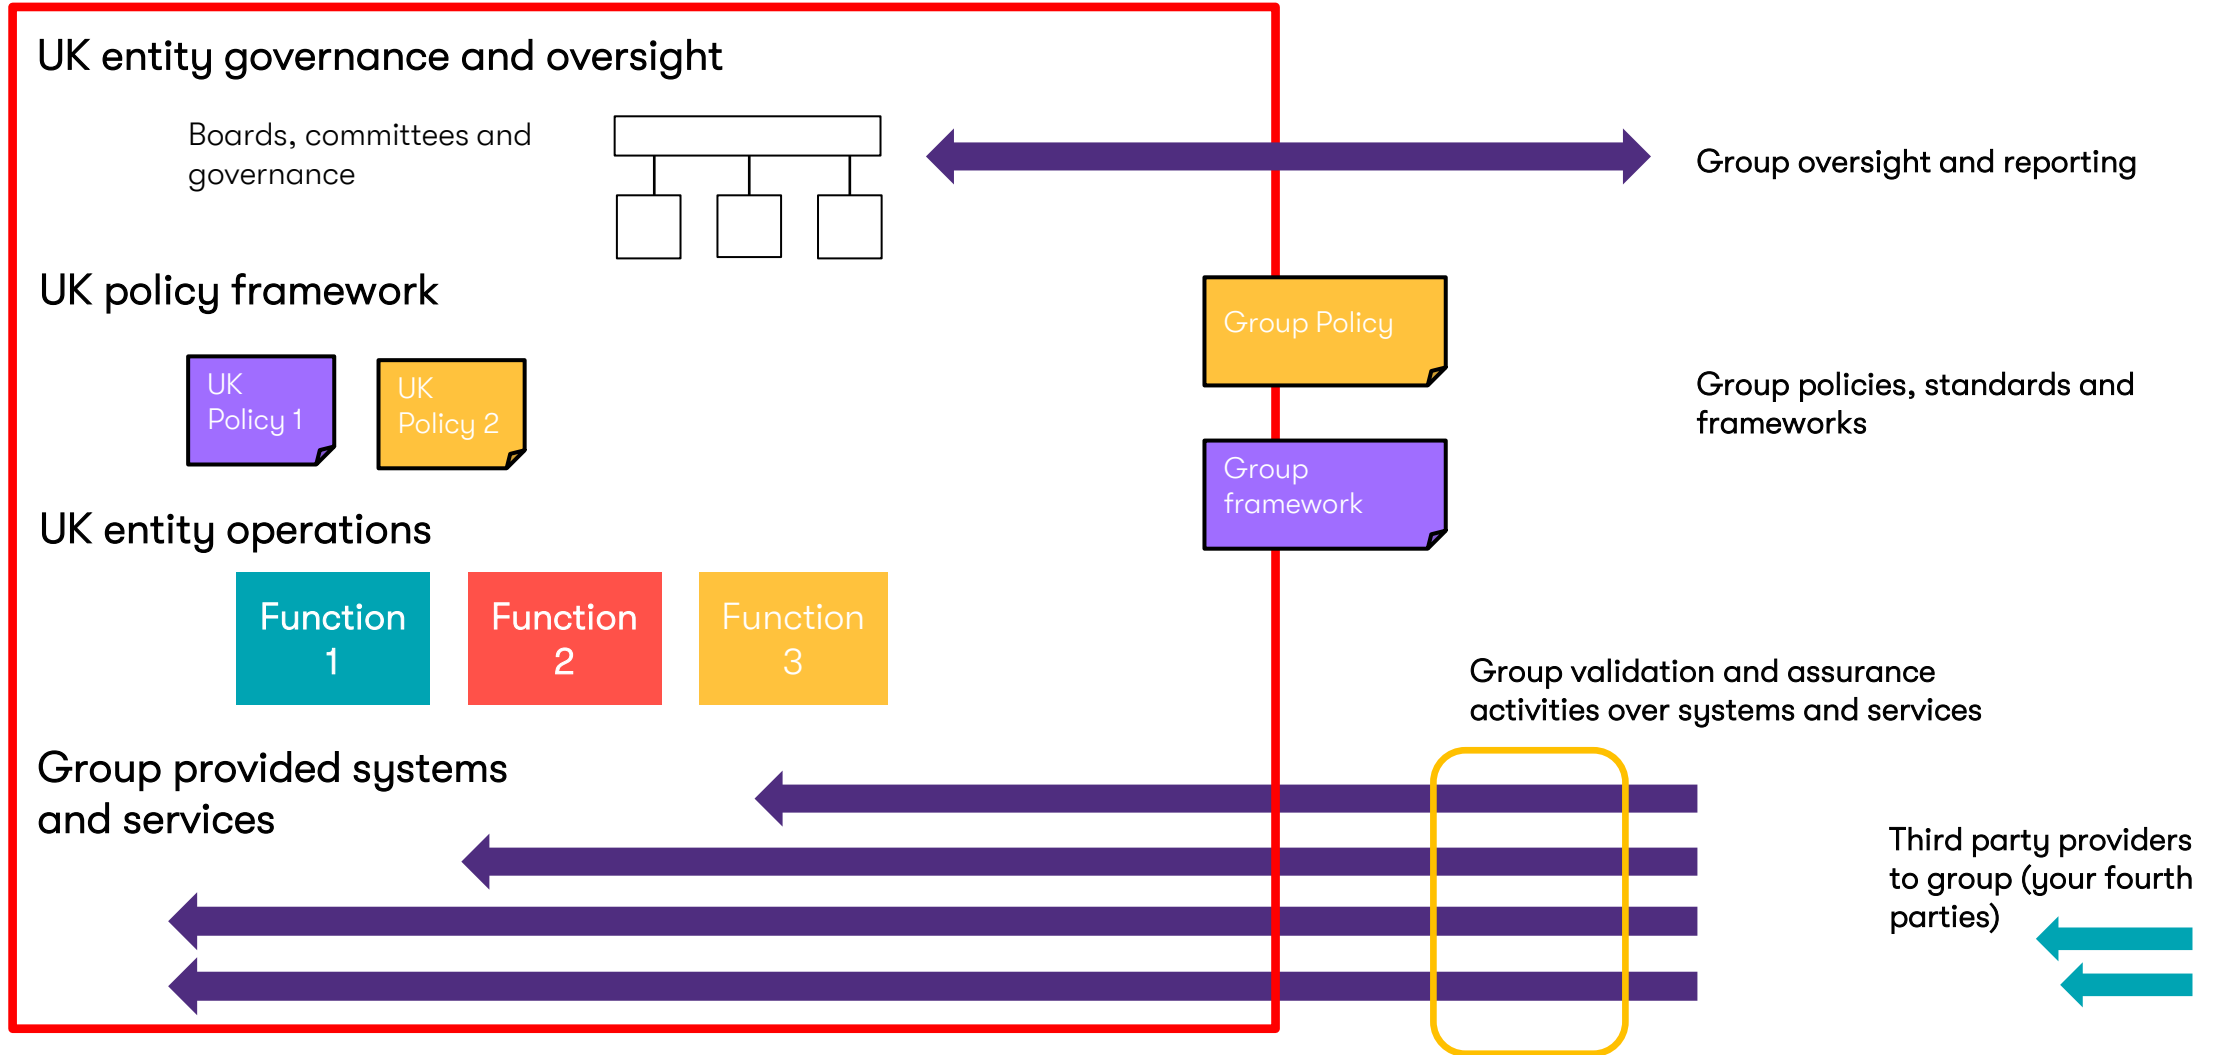 UK entity governance and oversight
Boards, committees and
governance
Group oversight and reporting
UK policy framework
UK
Policy 1
UK
Policy 2
Group Policy
Group
framework
Group policies, standards and
frameworks
UK entity operations
Function
1
Function
2
Function
3
Group validation and assurance
activities over systems and services
Group provided systems
and services
Third party providers
to group (your fourth
parties)